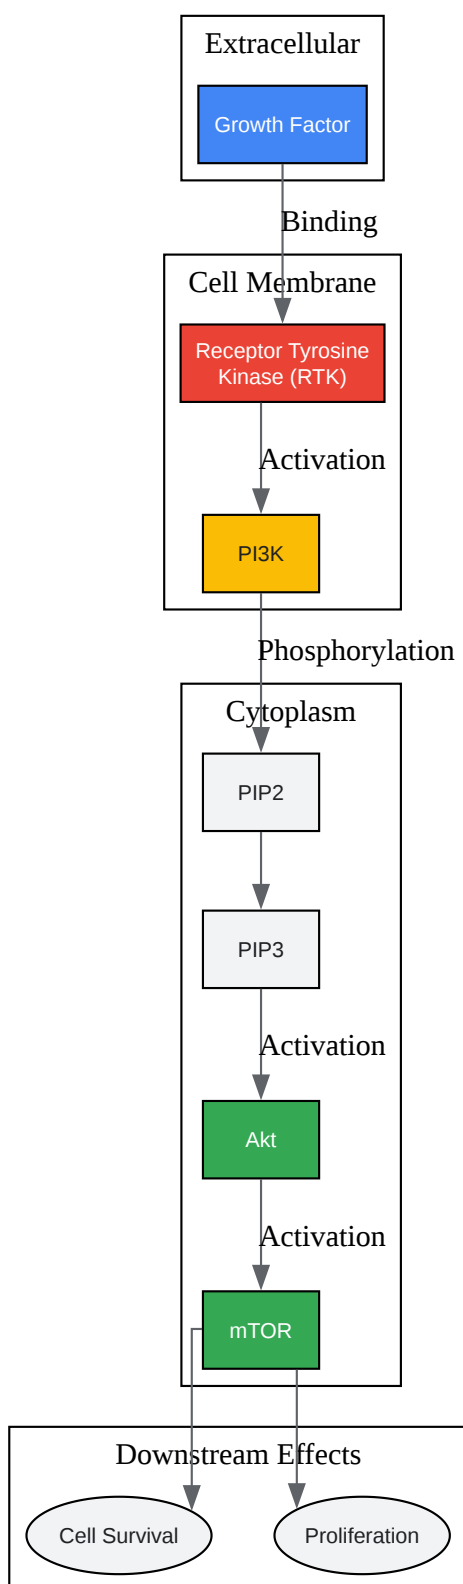 Extracellular
Growth Factor
Binding
Cell Membrane
Receptor Tyrosine
Kinase (RTK)
Activation
PI3K
Phosphorylation
Cytoplasm
PIP2
PIP3
Activation
Akt
Activation
mTOR
Downstream Effects
Cell Survival
Proliferation